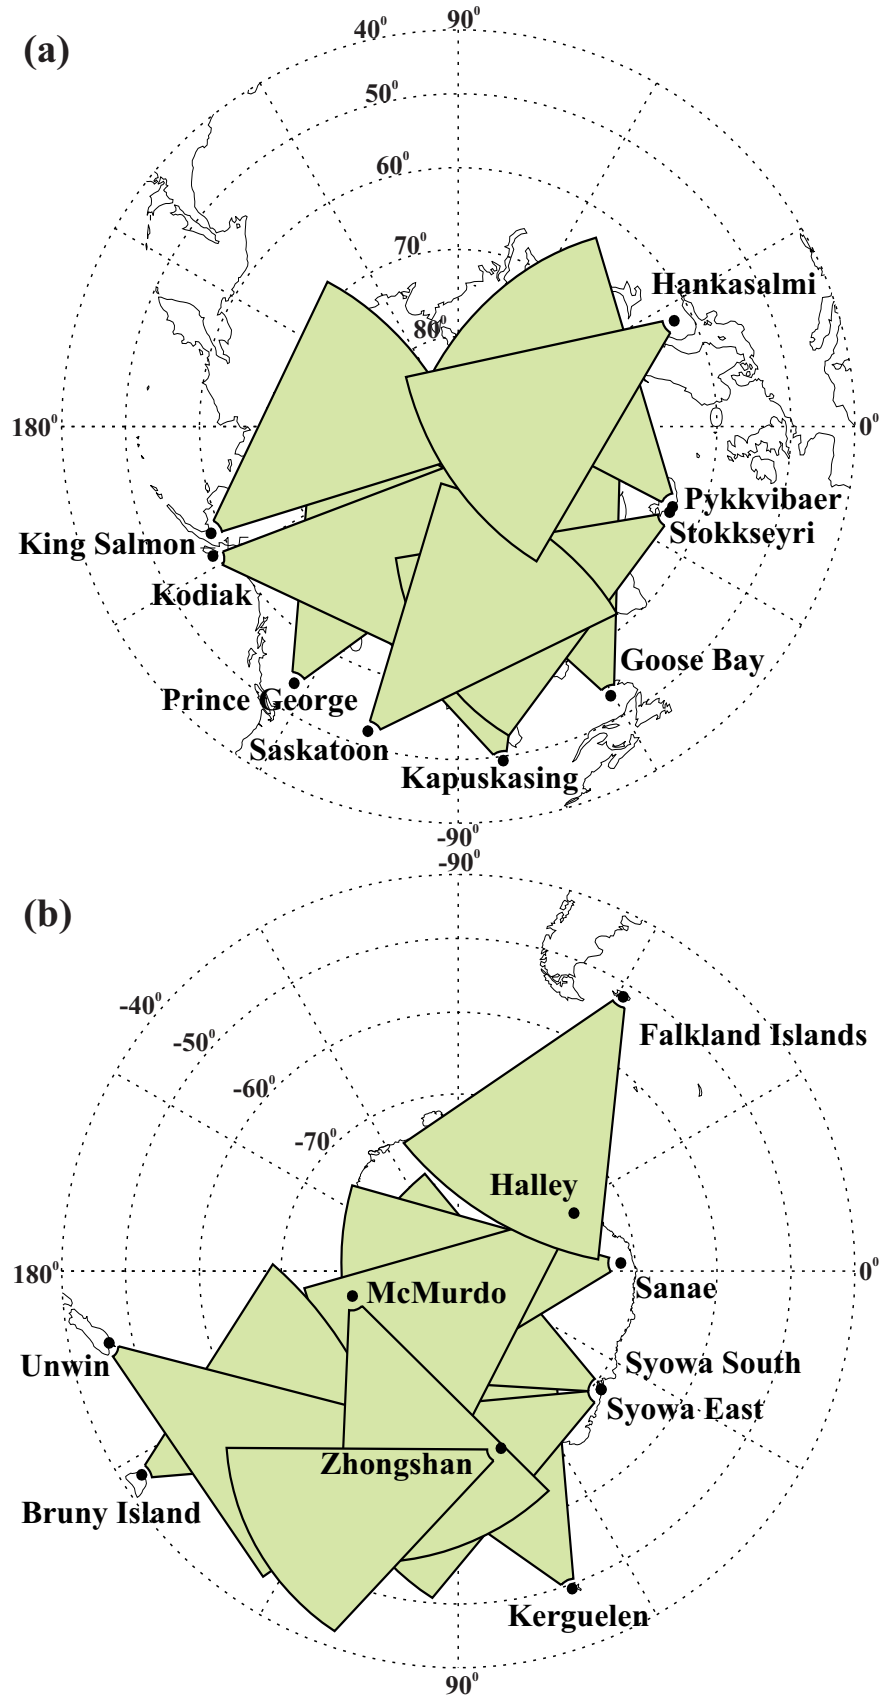 (a)
40⁰ 90⁰
50⁰
60⁰
70⁰
80⁰
Hankasalmi
180⁰
0⁰
Pykkvibaer
Stokkseyri
King Salmon
Kodiak
Goose Bay
Prince George
Saskatoon
Kapuskasing
-90⁰
-90⁰
(b)
-40⁰
-50⁰
-60⁰
-70⁰
Falkland Islands
Halley
180⁰
0⁰
McMurdo
Sanae
Unwin
Syowa South
Syowa East
Zhongshan
Bruny Island
Kerguelen
90⁰